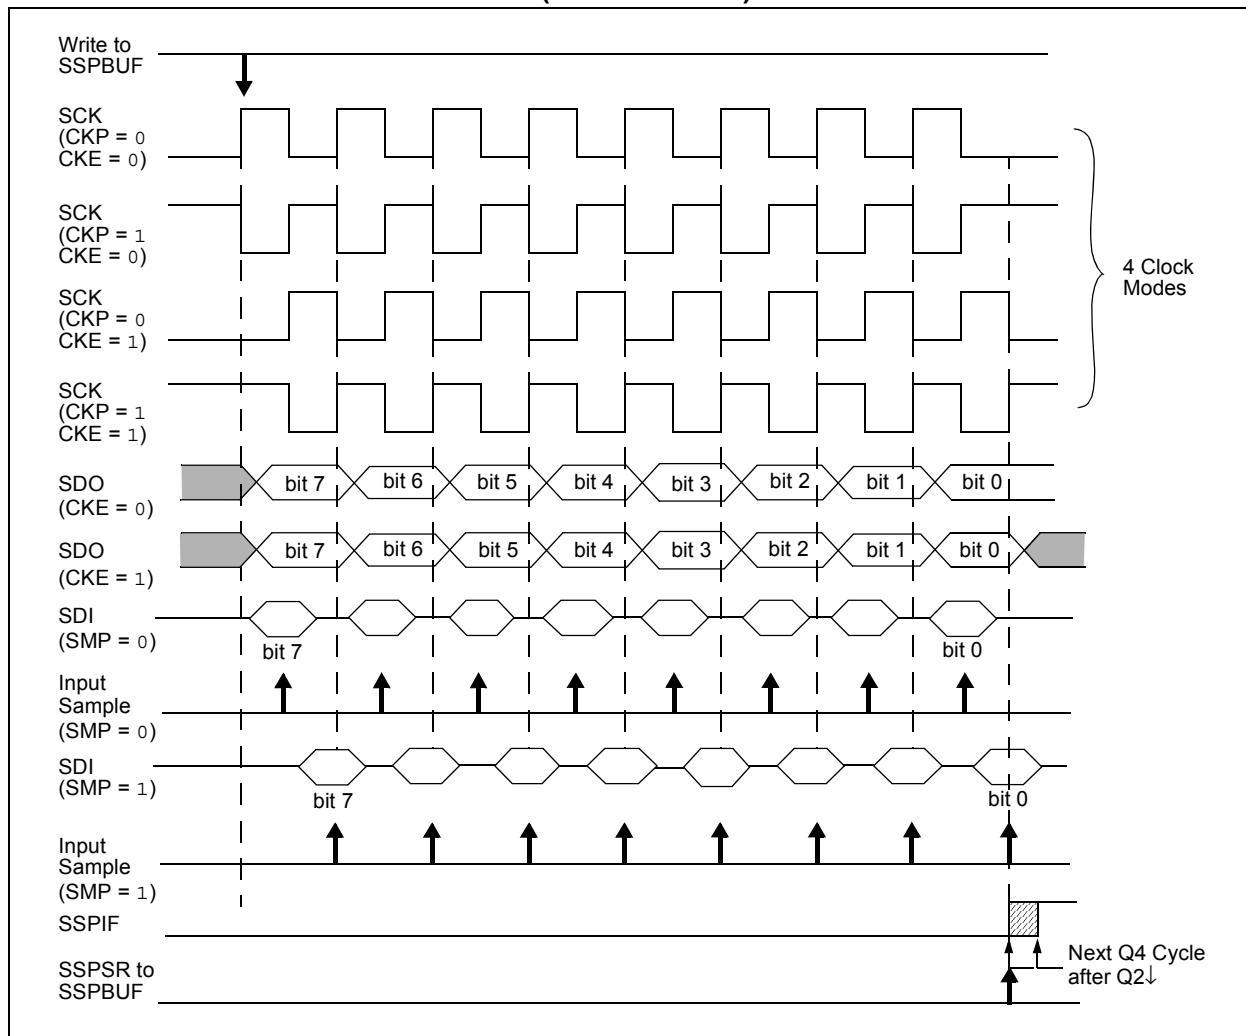 Write to
SSPBUF
SCK
(CKP = 0
CKE = 0)
SCK
(CKP = 1
CKE = 0)
4 Clock
Modes
SCK
(CKP = 0
CKE = 1)
SCK
(CKP = 1
CKE = 1)
SDO
(CKE = 0)
bit 7 bit 6 bit 5 bit 4 bit 3 bit 2 bit 1 bit 0
SDO
(CKE = 1)
bit 7 bit 6 bit 5 bit 4 bit 3 bit 2 bit 1 bit 0
SDI
(SMP = 0)
bit 7 bit 0
Input
Sample
(SMP = 0)
SDI
(SMP = 1)
bit 7 bit 0
Input
Sample
(SMP = 1)
SSPIF
Next Q4 Cycle
after Q2↓
SSPSR to
SSPBUF